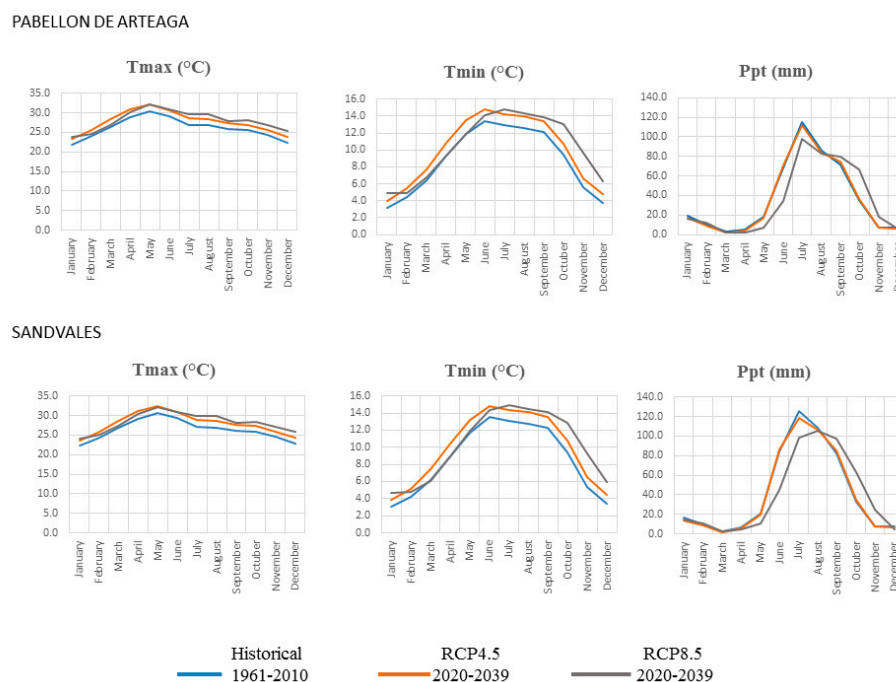 PABELLON DE ARTEAGA
Tmax (°C)
35.0
30.0
25.0
20.0
15.0
10.0
5.0
0.0
January
February
March
April
May
June
July
August
September
Octuber
November
December
Tmin (°C)
16.0
14.0
12.0
10.0
8.0
6.0
4.0
2.0
0.0
January
February
March
April
May
June
July
August
September
Octuber
November
December
Ppt (mm)
140.0
120.0
100.0
80.0
60.0
40.0
20.0
0.0
January
February
March
April
May
June
July
August
September
Octuber
November
December
SANDVALES
Tmax (°C)
35.0
30.0
25.0
20.0
15.0
10.0
5.0
0.0
January
February
March
April
May
June
July
August
September
Octuber
November
December
Tmin (°C)
16.0
14.0
12.0
10.0
8.0
6.0
4.0
2.0
0.0
January
February
March
April
May
June
July
August
September
Octuber
November
December
Ppt (mm)
140.0
120.0
100.0
80.0
60.0
40.0
20.0
0.0
January
February
March
April
May
June
July
August
September
Octuber
November
December
Historical
1961-2010
RCP4.5
2020-2039
RCP8.5
2020-2039